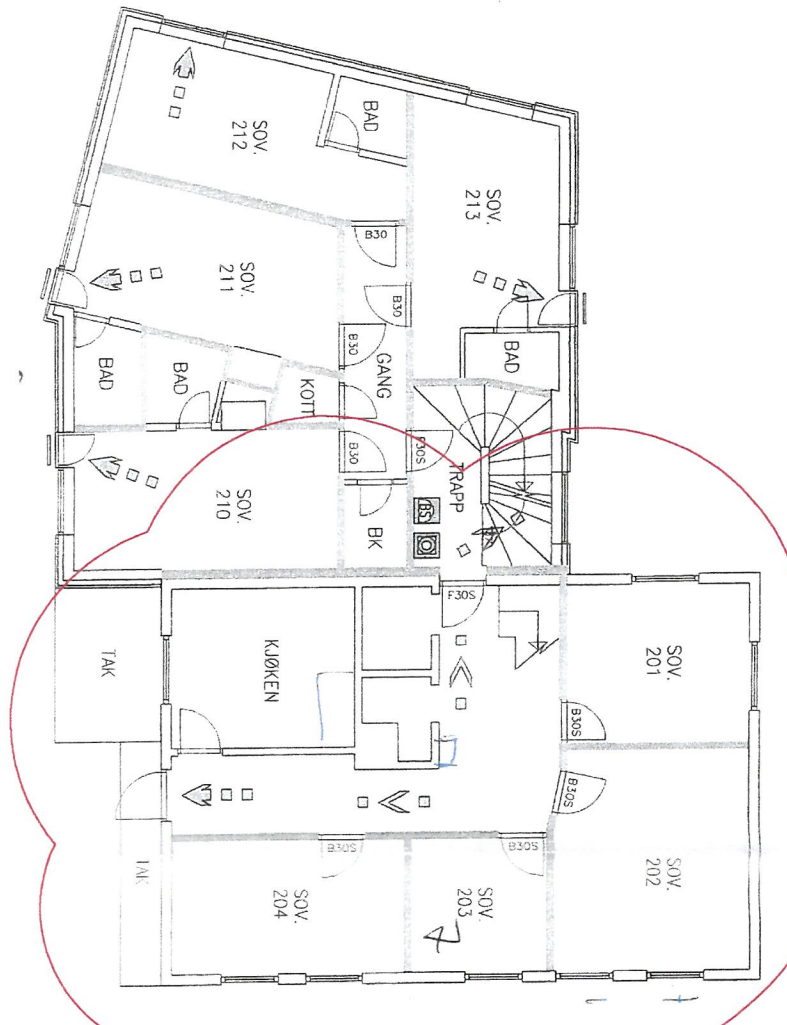 SOV.
212
BAD
SOV.
213
B30
SOV.
211
B30
B30
GANG
BAD
BAD
BAD
KOTT
B30
B30S
TRAPP
SOV.
210
BS
BK
F30S
TAK
KJØKEN
SOV.
201
B30S
B30S
TAK
B30S
B30S
SOV.
204
SOV.
203
SOV.
202